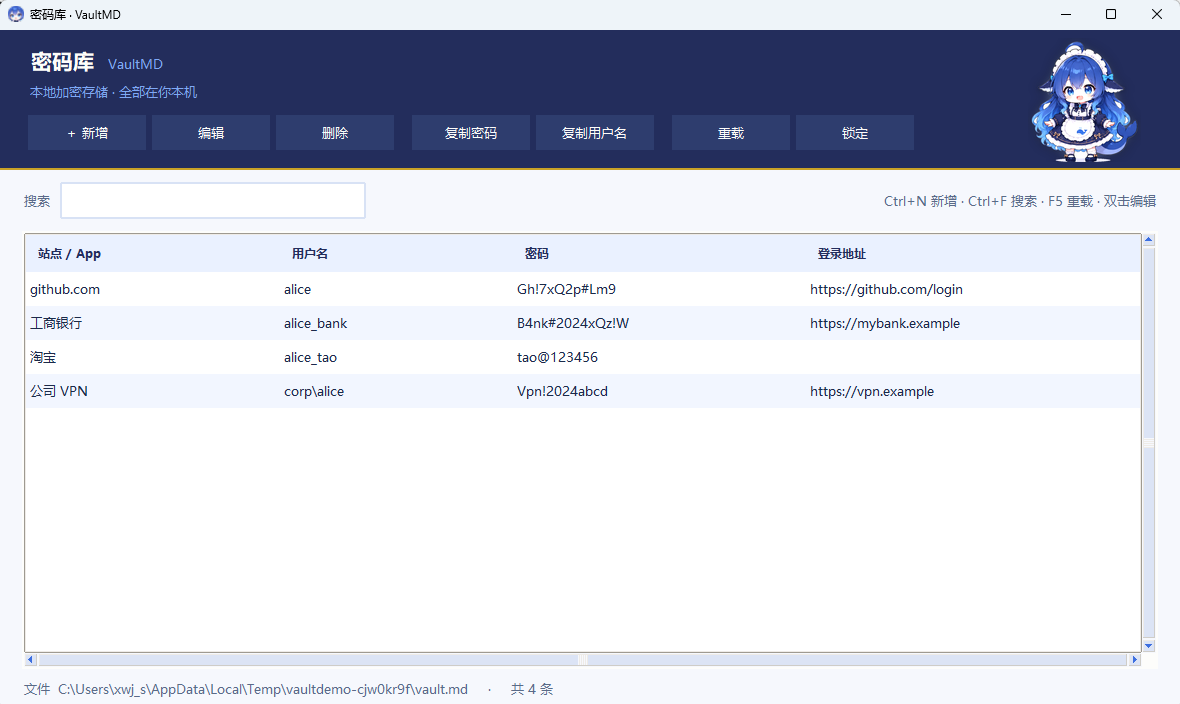 密码库 · VaultMD
密码库 VaultMD
本地加密存储 · 全部在你本机
+ 新增 编辑 删除 复制密码 复制用户名 重载 锁定
搜索 Ctrl+N 新增 · Ctrl+F 搜索 · F5 重载 · 双击编辑
站点 / App 用户名 密码 登录地址
github.com alice Gh!7xQ2p#Lm9 https://github.com/login
工商银行 alice_bank B4nk#2024xQz!W https://mybank.example
淘宝 alice_tao tao@123456
公司 VPN corp\alice Vpn!2024abcd https://vpn.example
文件 C:\Users\xwj_s\AppData\Local\Temp\vaultdemo-cjw0kr9f\vault.md · 共 4 条